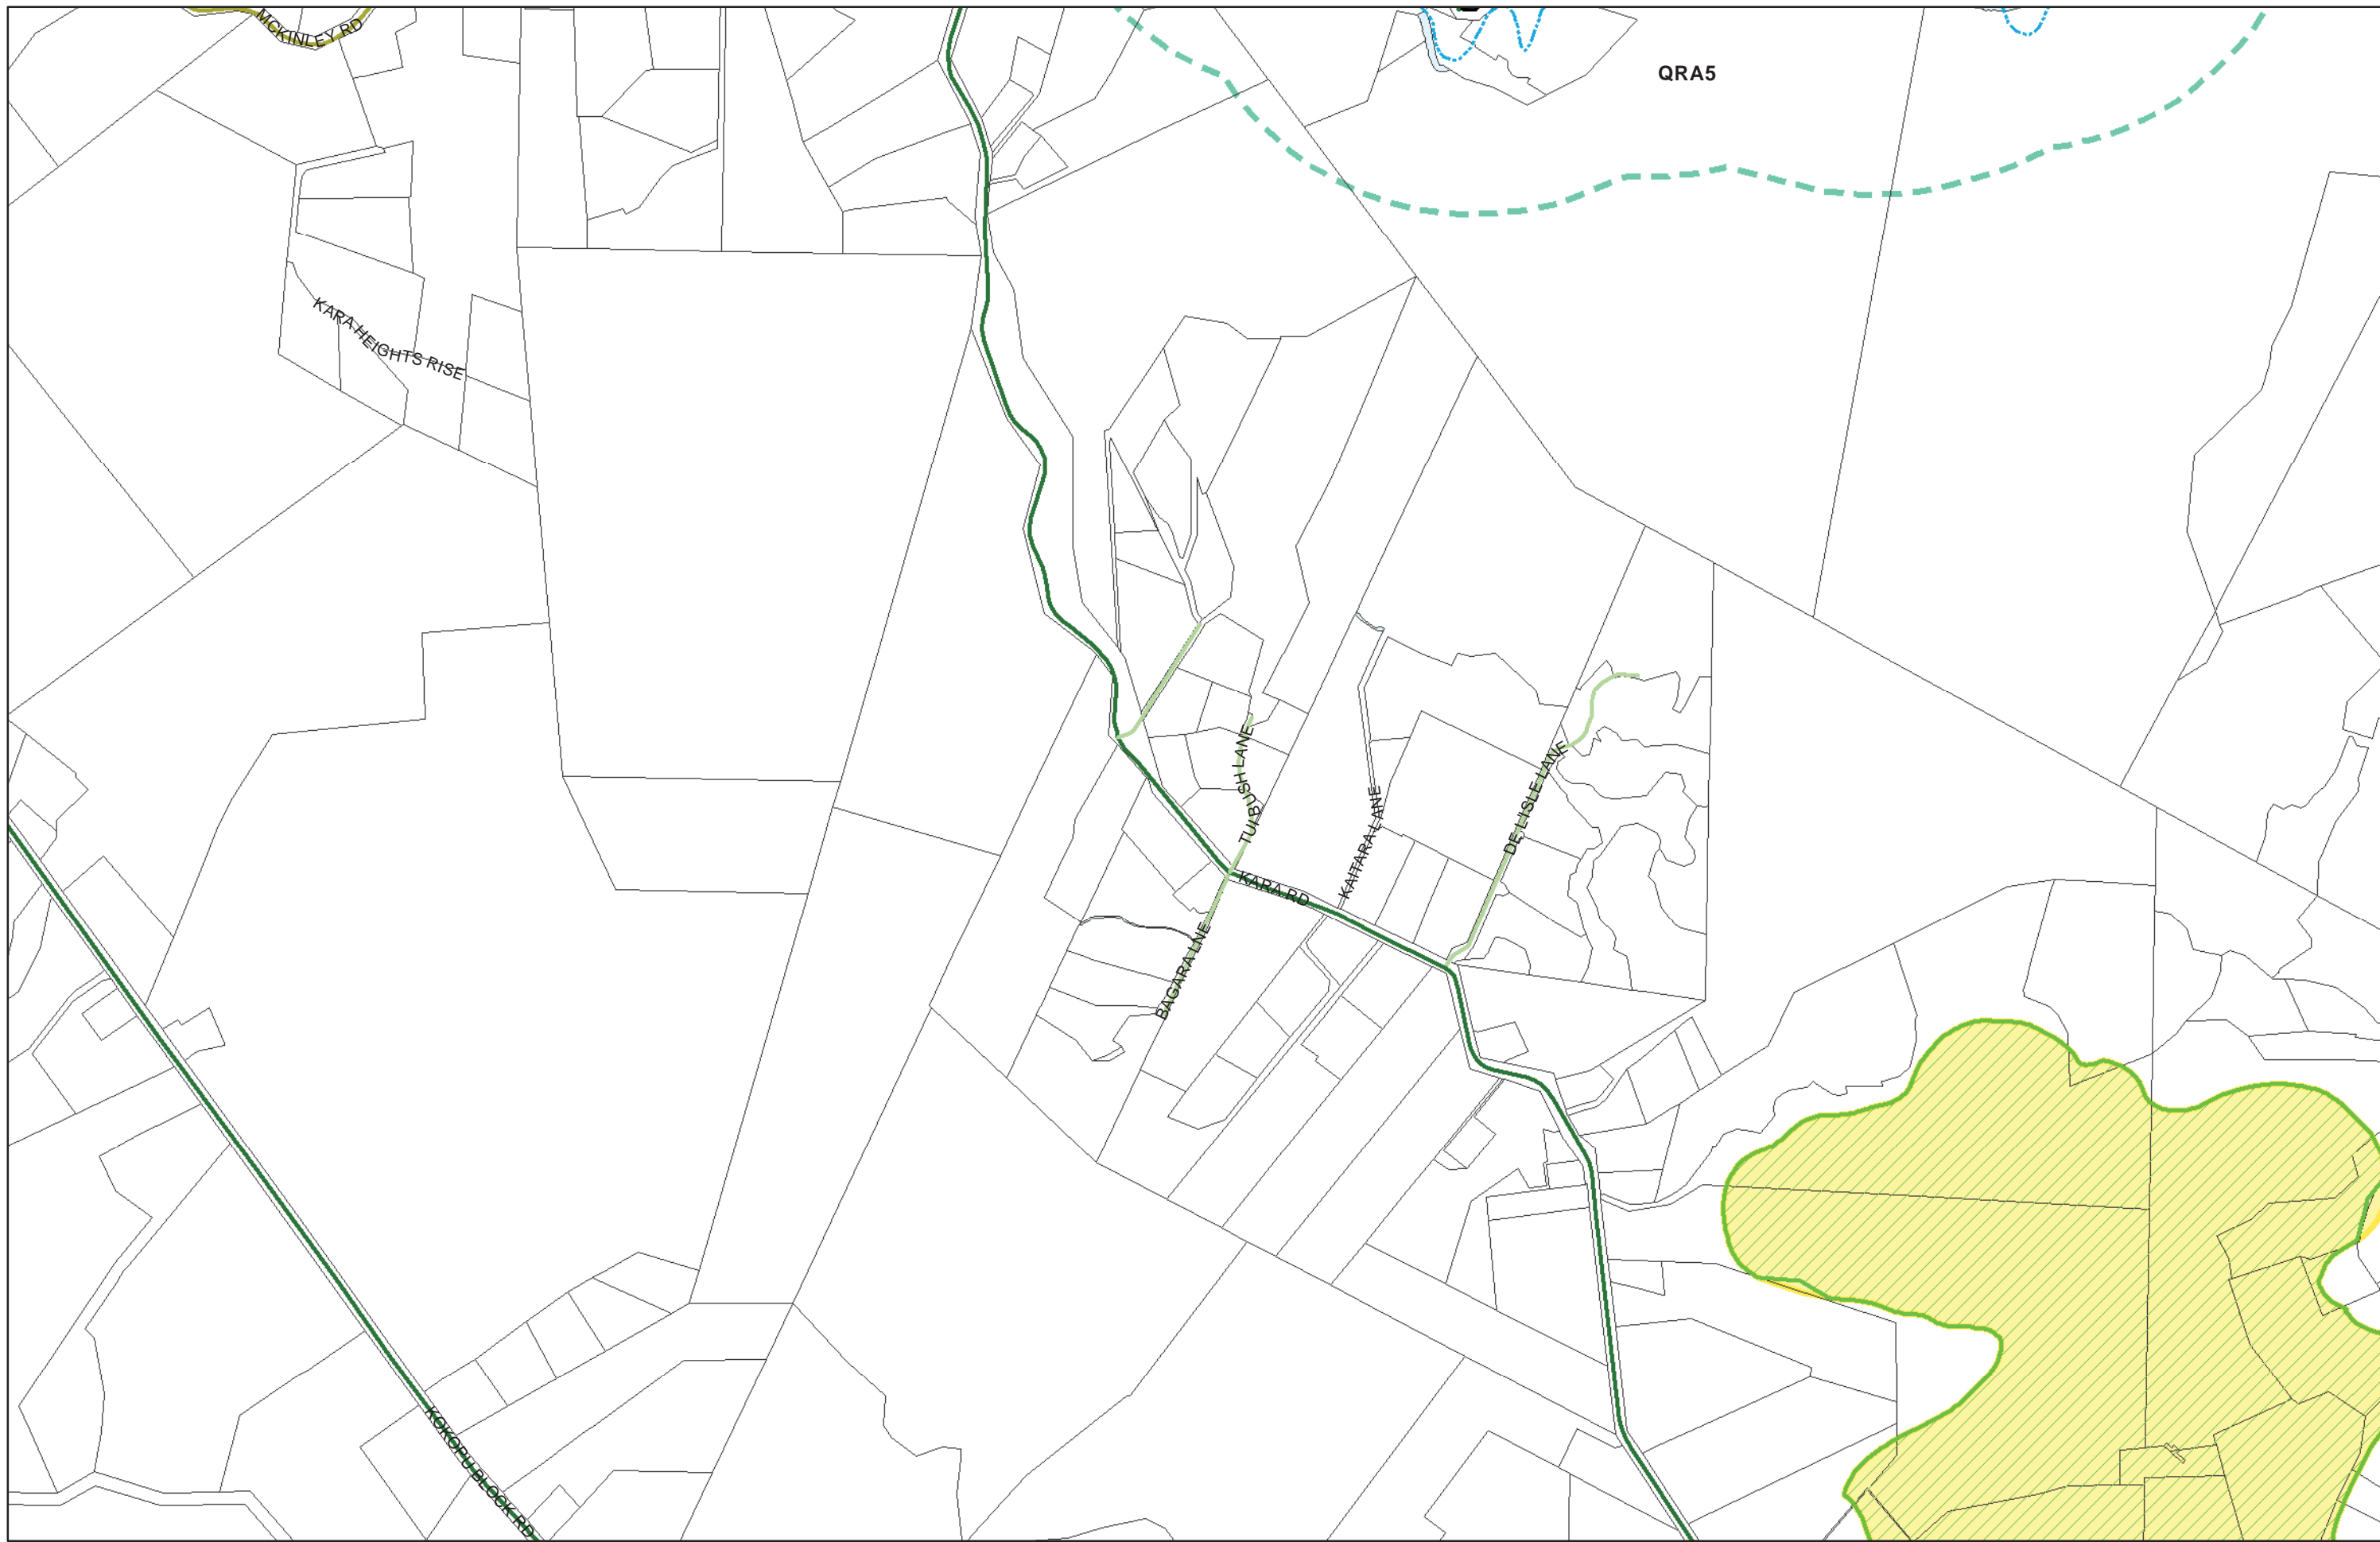 MCKINLEY RD
QRA5
KARA HEIGHTS RISE
TUI BUSH LANE
DE L'ISLE LANE
KAITARA LANE
KARA RD
BAGARA LNE
KOKOPU BLOCK RD